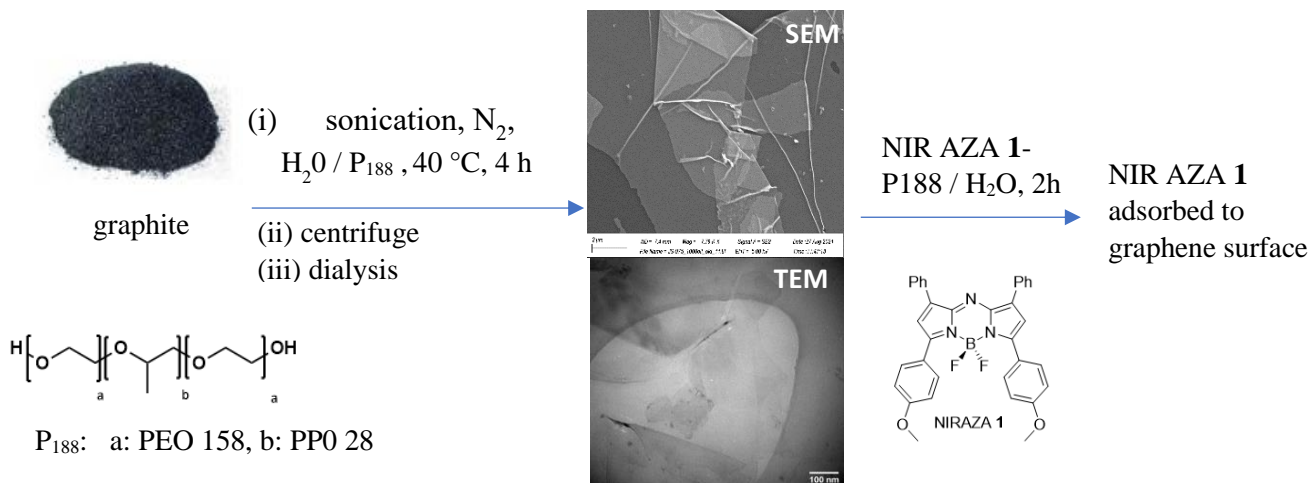 graphite
(i) sonication, N₂,
H₂0 / P₁₈₈ , 40 °C, 4 h
(ii) centrifuge
(iii) dialysis
H O O O OH
a b a
P₁₈₈: a: PEO 158, b: PP0 28
SEM
2 µm
TEM
100 nm
NIR AZA 1-
P188 / H₂O, 2h
Ph Ph
N
N N
B
F F
O O
NIRAZA 1
NIR AZA 1
adsorbed to
graphene surface